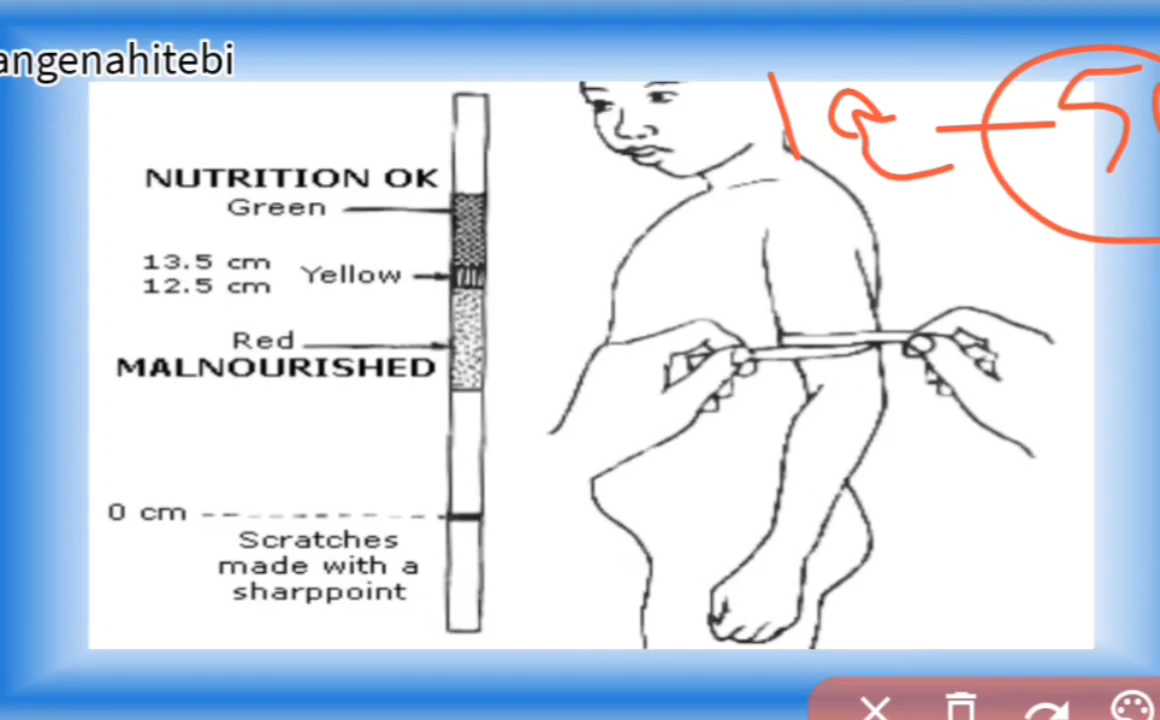 angenahitebi
NUTRITION OK
Green
13.5 cm
Yellow
12.5 cm
Red
MALNOURISHED
0 cm
Scratches
made with a
sharppoint